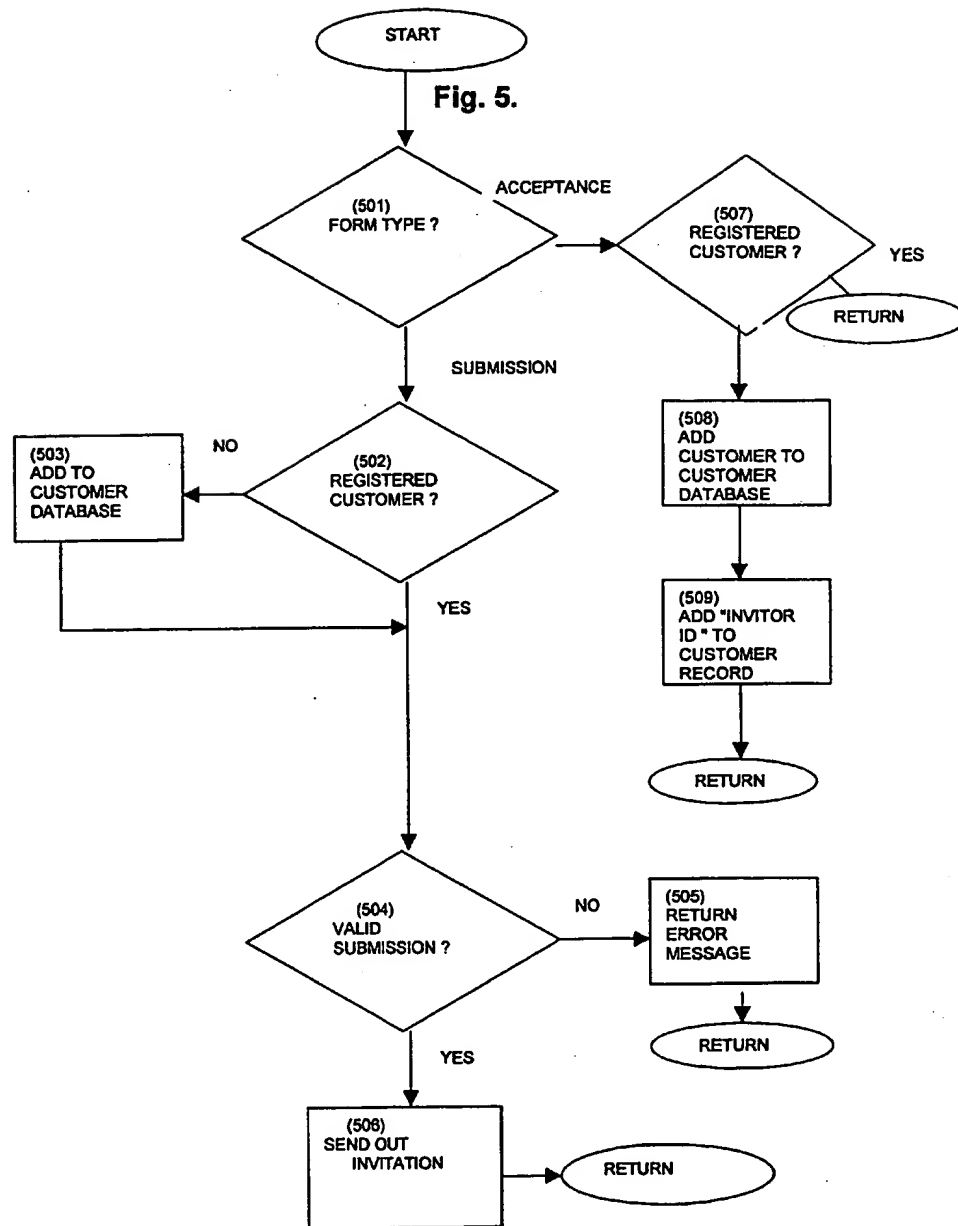 START
Fig. 5.
(501)
FORM TYPE ?
ACCEPTANCE
(507)
REGISTERED
CUSTOMER ?
YES
RETURN
SUBMISSION
(502)
REGISTERED
CUSTOMER ?
NO
(503)
ADD TO
CUSTOMER
DATABASE
YES
(508)
ADD
CUSTOMER TO
CUSTOMER
DATABASE
(509)
ADD "INVITOR
ID " TO
CUSTOMER
RECORD
RETURN
(504)
VALID
SUBMISSION ?
NO
(505)
RETURN
ERROR
MESSAGE
RETURN
YES
(506)
SEND OUT
INVITATION
RETURN